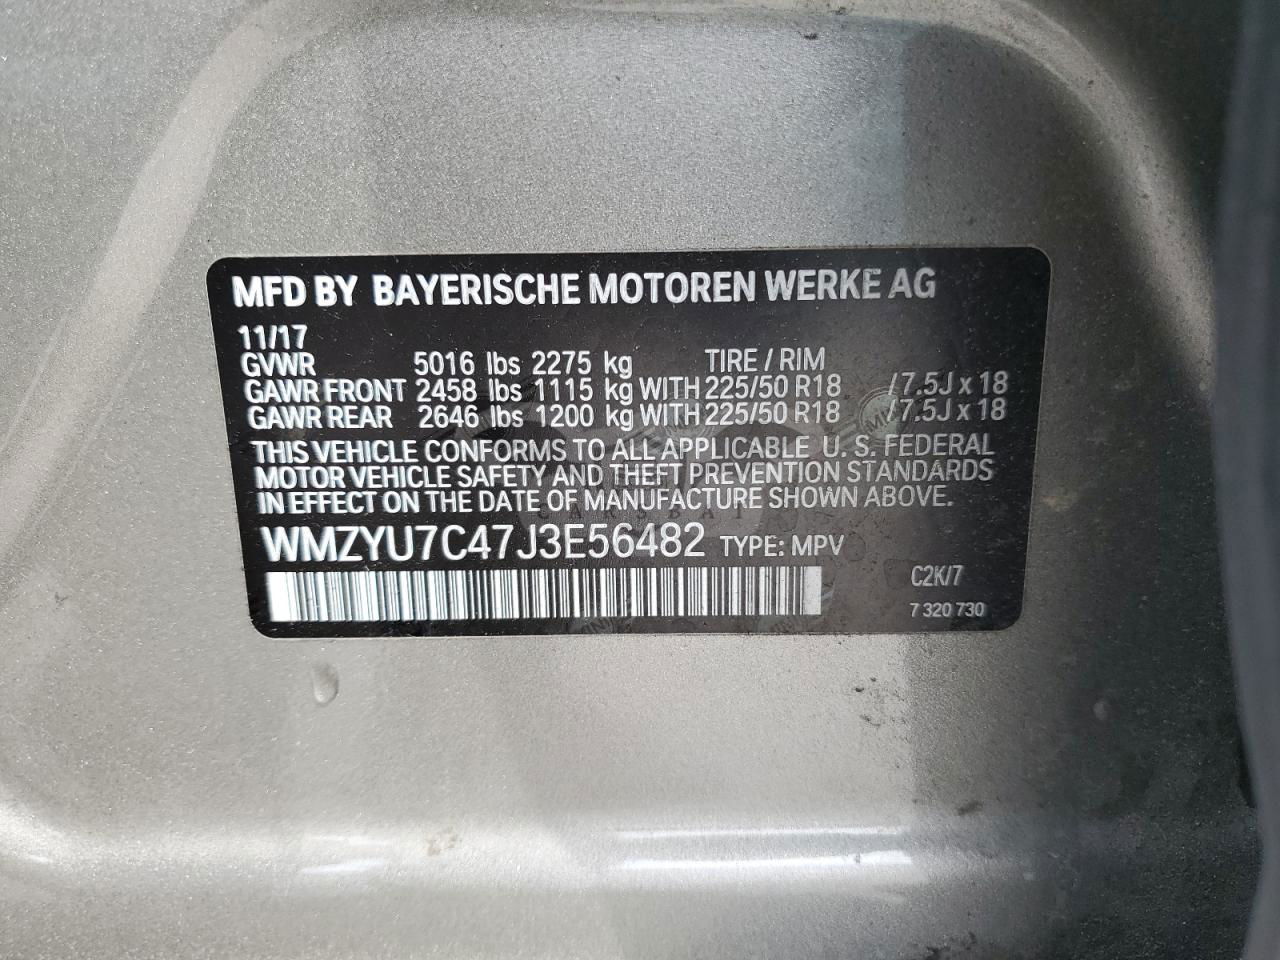 MFD BY BAYERISCHE MOTOREN WERKE AG
11/17
GVWR 5016 lbs 2275 kg TIRE / RIM
GAWR FRONT 2458 lbs 1115 kg WITH 225/50 R18 / 7.5J x 18
GAWR REAR 2646 lbs 1200 kg WITH 225/50 R18 / 7.5J x 18
THIS VEHICLE CONFORMS TO ALL APPLICABLE U. S. FEDERAL
MOTOR VEHICLE SAFETY AND THEFT PREVENTION STANDARDS
IN EFFECT ON THE DATE OF MANUFACTURE SHOWN ABOVE.
WMZYU7C47J3E56482 TYPE: MPV
C2K/7
7 320 730